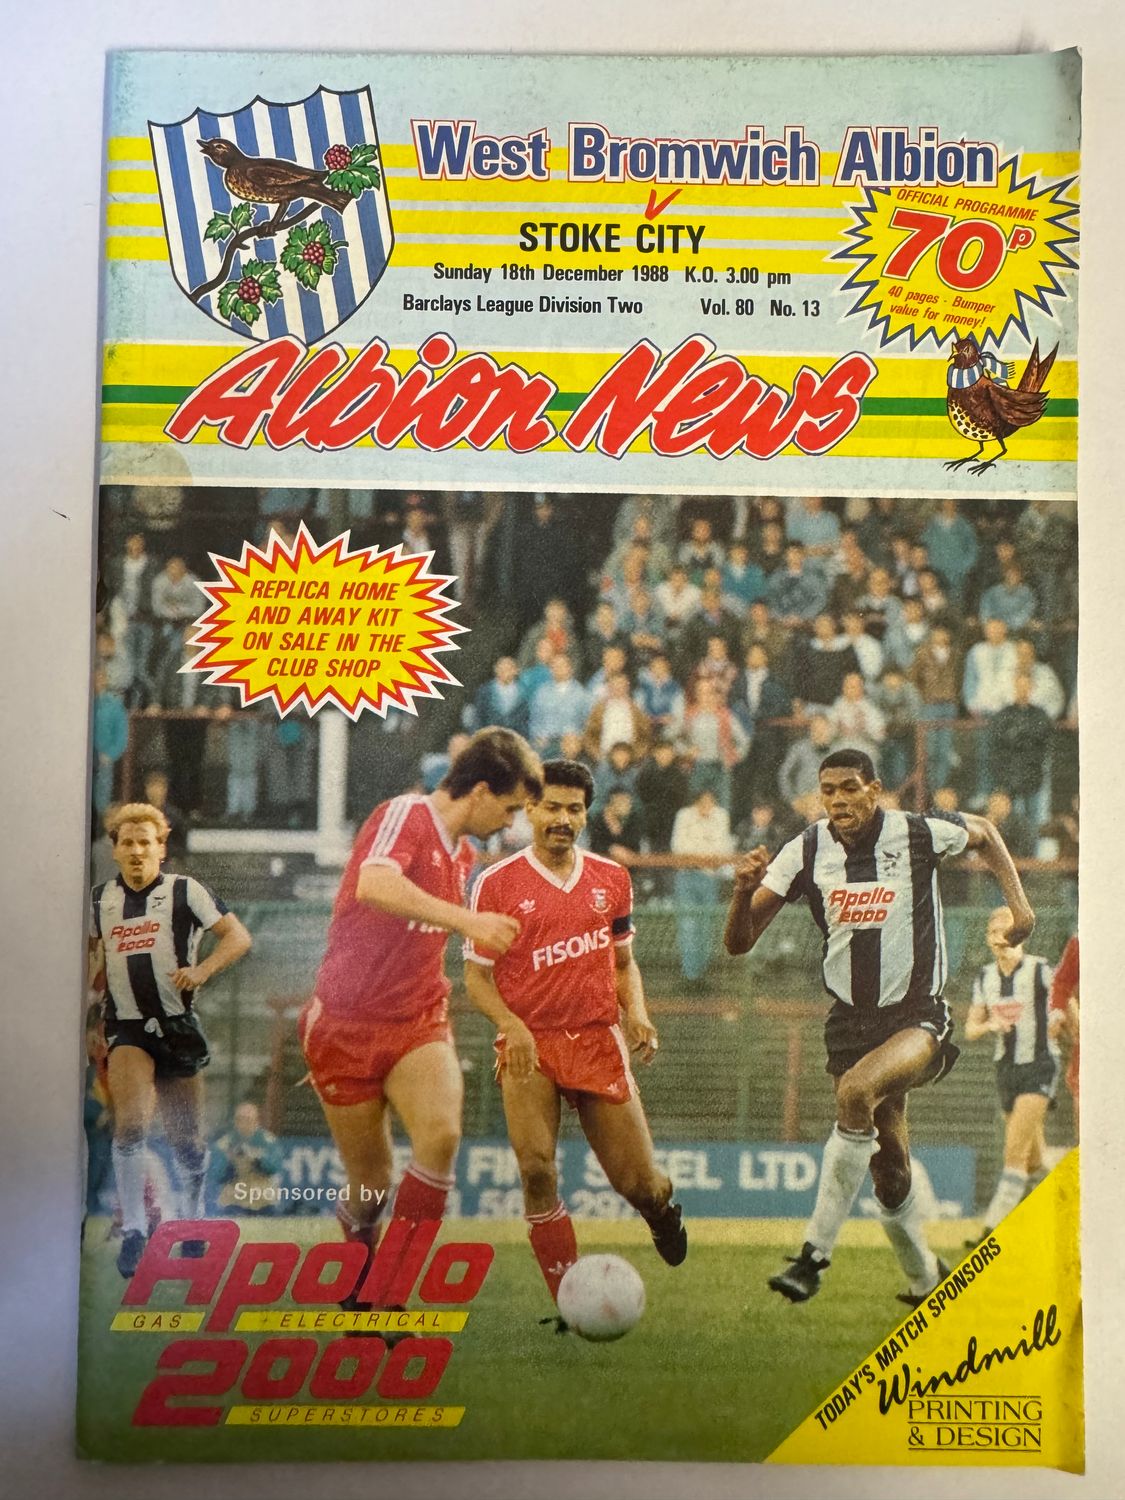 West Bromwich Albion
v
STOKE CITY
Sunday 18th December 1988 K.O. 3.00 pm
Barclays League Division Two Vol. 80 No. 13
OFFICIAL PROGRAMME
70p
40 pages - Bumper
value for money!
Albion News
REPLICA HOME
AND AWAY KIT
ON SALE IN THE
CLUB SHOP
Apollo
2000
FISONS
Apollo
2000
FINE STEEL LTD
Sponsored by
Apollo
GAS ELECTRICAL
2000
SUPERSTORES
TODAY'S MATCH SPONSORS
Windmill
PRINTING
& DESIGN